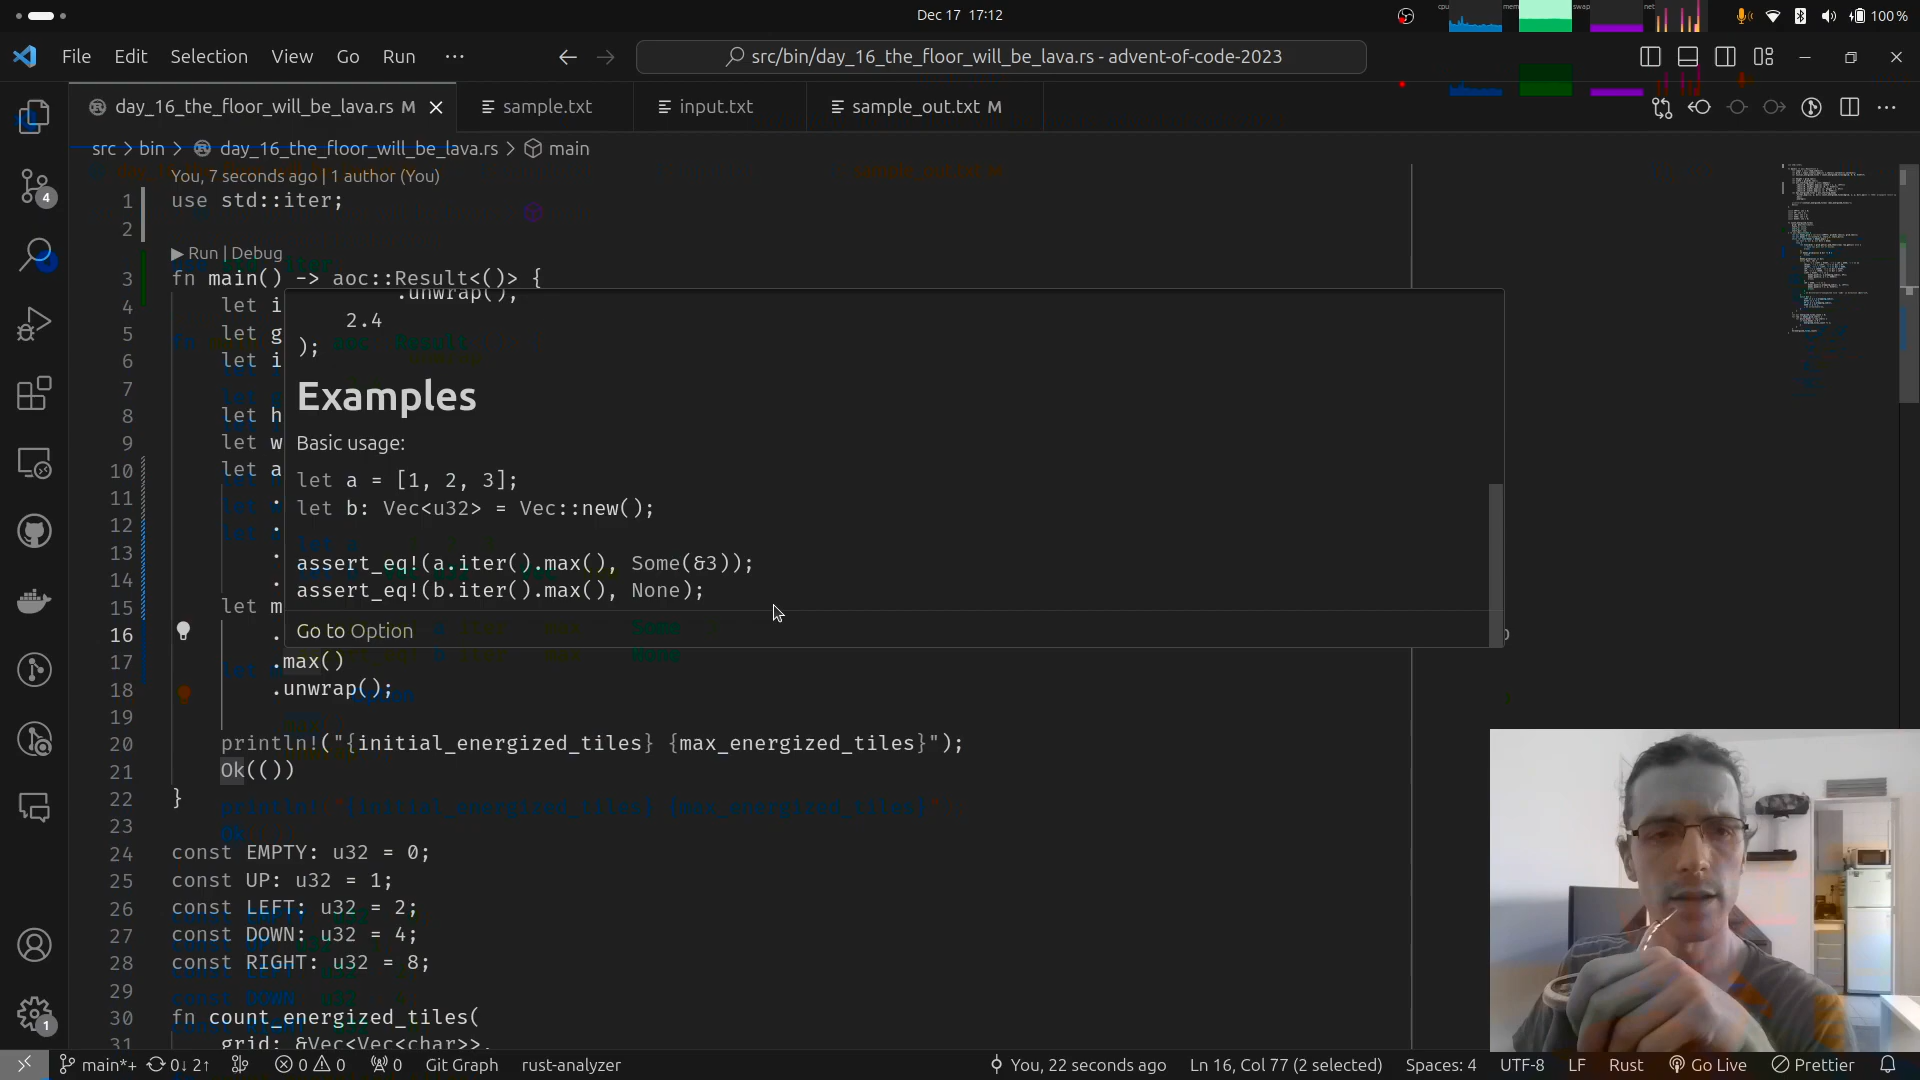 Dec 17 17:12
cpu mem swap net
100 %
File Edit Selection View Go Run ···
src/bin/day_16_the_floor_will_be_lava.rs - advent-of-code-2023
day_16_the_floor_will_be_lava.rs M
sample.txt
input.txt
sample_out.txt M
src > bin > day_16_the_floor_will_be_lava.rs > main
You, 7 seconds ago | 1 author (You)
1 use std::iter;
2
▶ Run | Debug
3 fn main() -> aoc::Result<()> {
4 let i
.unwrap(),
5 let g
2.4
);
6 let i
7
8 let h
9 let w
10 let a
11 .
12 .
13 .
14 .
15 let m
16 .
Examples
Basic usage:
let a = [1, 2, 3];
let b: Vec<u32> = Vec::new();
assert_eq!(a.iter().max(), Some(&3));
assert_eq!(b.iter().max(), None);
Go to Option
17 .max()
18 .unwrap();
19
20 println!("{initial_energized_tiles} {max_energized_tiles}");
21 Ok(())
22 }
23
24 const EMPTY: u32 = 0;
25 const UP: u32 = 1;
26 const LEFT: u32 = 2;
27 const DOWN: u32 = 4;
28 const RIGHT: u32 = 8;
29
30 fn count_energized_tiles(
31 grid: &Vec<Vec<char>>,
4
1
main*+ 0↓ 2↑
0 0
0
Git Graph
rust-analyzer
You, 22 seconds ago
Ln 16, Col 77 (2 selected)
Spaces: 4
UTF-8
LF
Rust
Go Live
Prettier